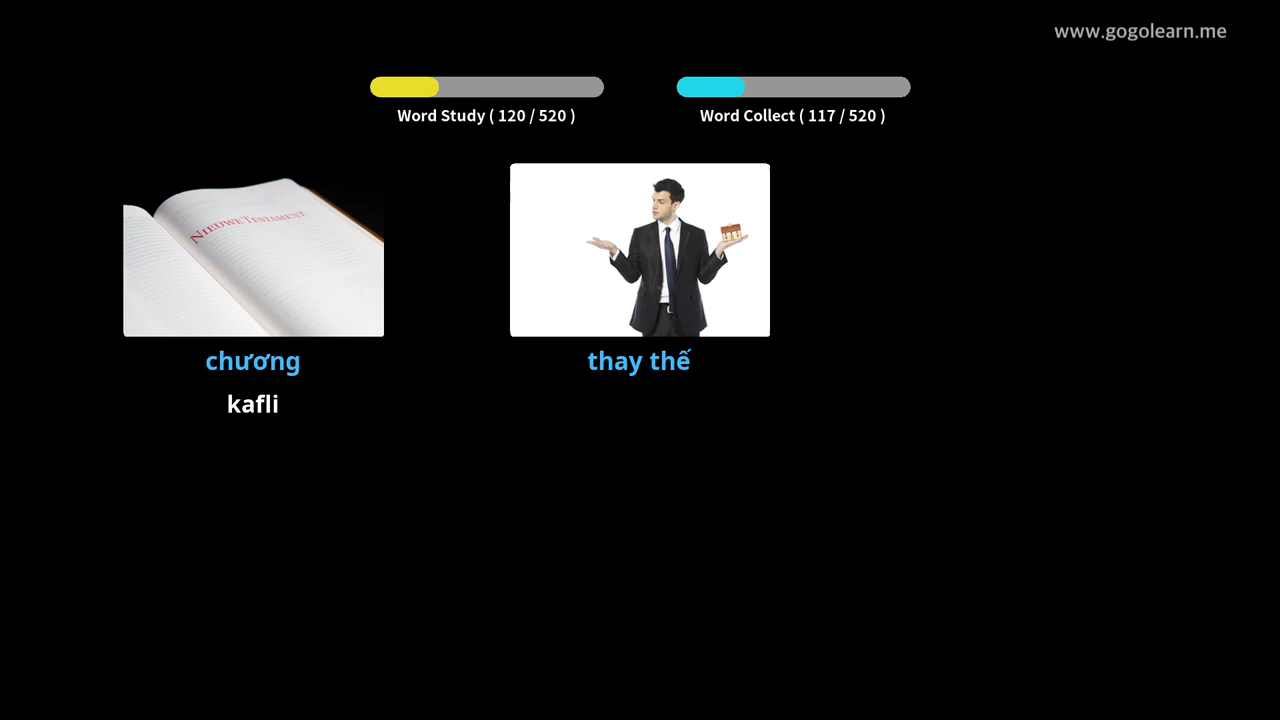 www.gogolearn.me
Word Study ( 120 / 520 )
Word Collect ( 117 / 520 )
NIEUWE TESTAMENT
chương
thay thế
kafli